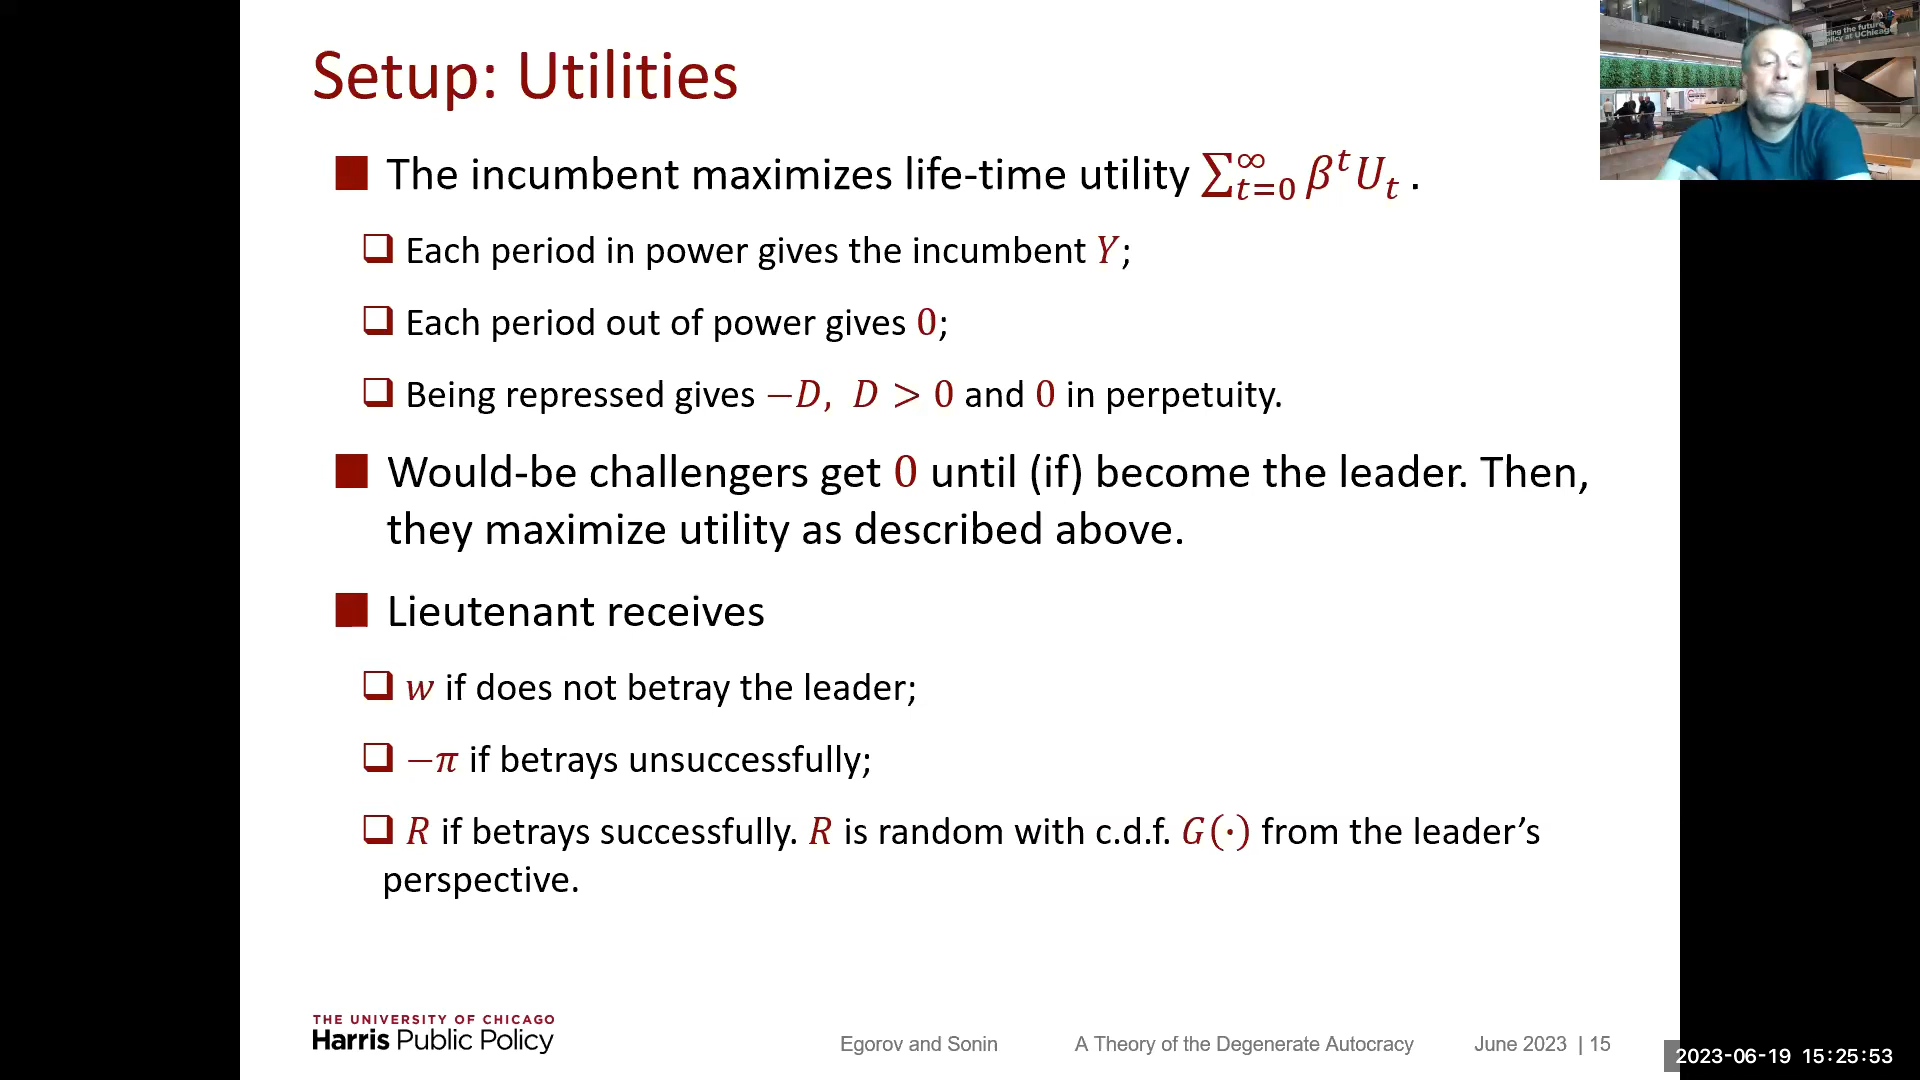 Setup: Utilities
The incumbent maximizes life-time utility $\sum_{t=0}^{\infty} \beta^t U_t$ .
Each period in power gives the incumbent Y;
Each period out of power gives 0;
Being repressed gives −D, D > 0 and 0 in perpetuity.
Would-be challengers get 0 until (if) become the leader. Then,
they maximize utility as described above.
Lieutenant receives
w if does not betray the leader;
−π if betrays unsuccessfully;
R if betrays successfully. R is random with c.d.f. G(·) from the leader’s
perspective.
THE UNIVERSITY OF CHICAGO
Harris Public Policy
Egorov and Sonin A Theory of the Degenerate Autocracy June 2023 | 15
2023-06-19 15:25:53